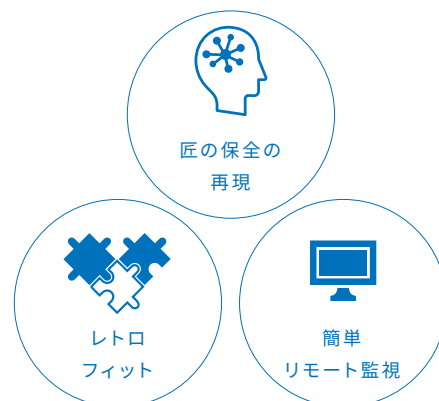 匠の保全の
再現
レトロ
フィット
簡単
リモート監視